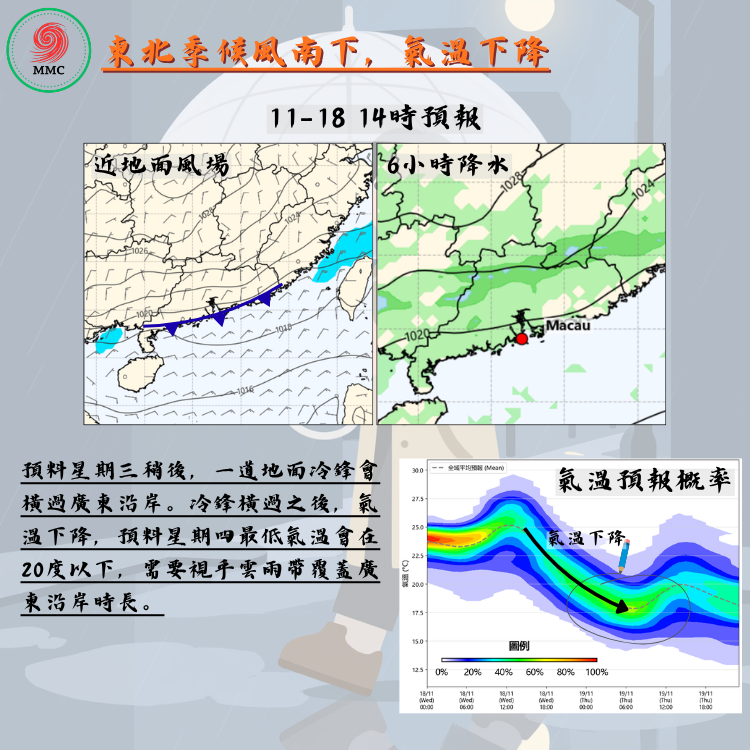 MMC
東北季候風南下，氣溫下降
11-18 14時預報
近地面風場
6小時降水
1028
1024
1026
1020
1018
1016
1028
1024
1020
Macau
預料星期三稍後，一道地面冷鋒會
橫過廣東沿岸。冷鋒橫過之後，氣
溫下降，預料星期四最低氣溫會在
20度以下，需要視乎雲雨帶覆蓋廣
東沿岸時長。
氣溫預報概率
全域平均預報 (Mean)
氣溫下降
氣溫 (°C)
30.0
27.5
25.0
22.5
20.0
17.5
15.0
12.5
圖例
0% 20% 40% 60% 80% 100%
18/11 (Wed) 00:00
18/11 (Wed) 06:00
18/11 (Wed) 12:00
18/11 (Wed) 18:00
19/11 (Thu) 00:00
19/11 (Thu) 06:00
19/11 (Thu) 12:00
19/11 (Thu) 18:00